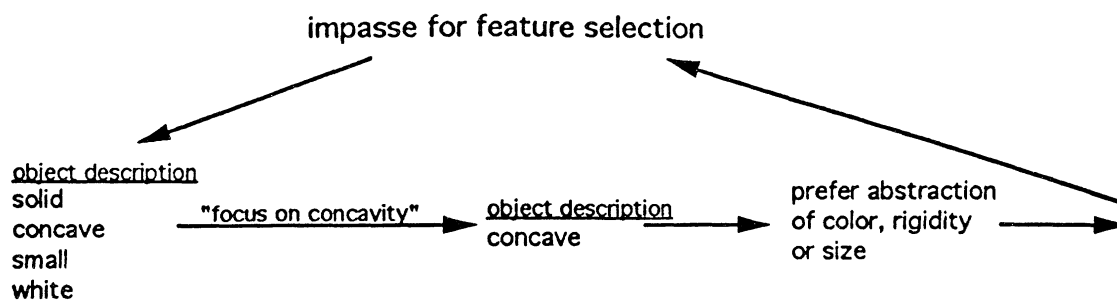 impasse for feature selection
object description
solid
concave
small
white
"focus on concavity"
object description
concave
prefer abstraction
of color, rigidity
or size